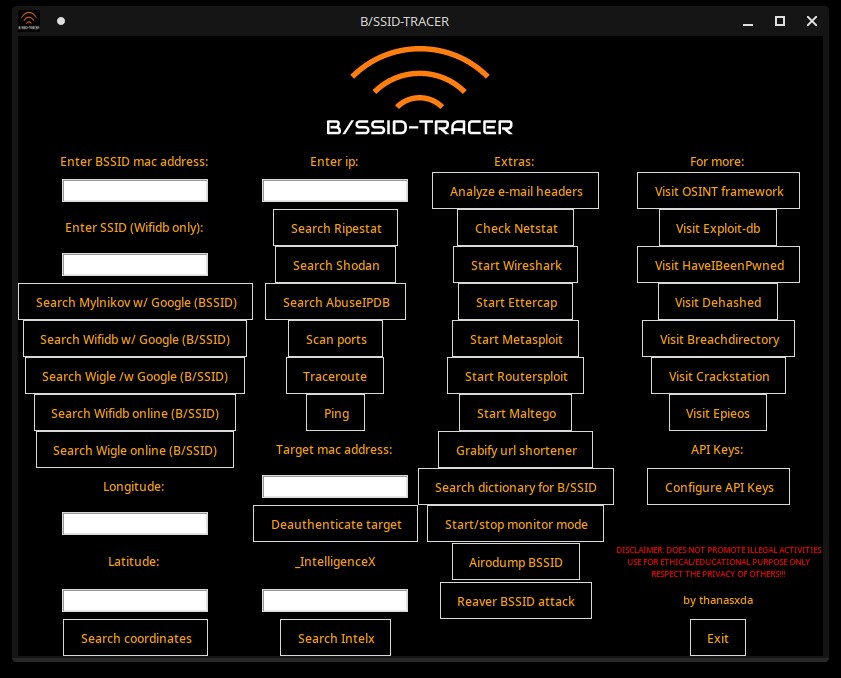 B/SSID-TRACER
B/SSID-TRACER
Enter BSSID mac address:
Enter SSID (Wifidb only):
Search Mylnikov w/ Google (BSSID)
Search Wifidb w/ Google (B/SSID)
Search Wigle /w Google (B/SSID)
Search Wifidb online (B/SSID)
Search Wigle online (B/SSID)
Longitude:
Latitude:
Search coordinates
Enter ip:
Search Ripestat
Search Shodan
Search AbuseIPDB
Scan ports
Traceroute
Ping
Target mac address:
Deauthenticate target
_IntelligenceX
Search Intelx
Extras:
Analyze e-mail headers
Check Netstat
Start Wireshark
Start Ettercap
Start Metasploit
Start Routersploit
Start Maltego
Grabify url shortener
Search dictionary for B/SSID
Start/stop monitor mode
Airodump BSSID
Reaver BSSID attack
For more:
Visit OSINT framework
Visit Exploit-db
Visit HaveIBeenPwned
Visit Dehashed
Visit Breachdirectory
Visit Crackstation
Visit Epieos
API Keys:
Configure API Keys
DISCLAIMER: DOES NOT PROMOTE ILLEGAL ACTIVITIES
USE FOR ETHICAL/EDUCATIONAL PURPOSE ONLY
RESPECT THE PRIVACY OF OTHERS!!!
by thanasxda
Exit